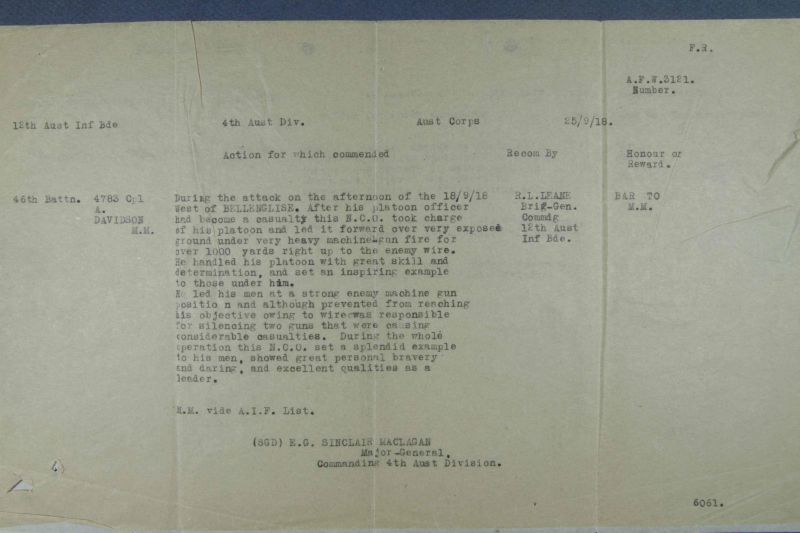 F.R.
A.F.W.3121.
Number.
12th Aust Inf Bde 4th Aust Div. Aust Corps 25/9/18.
Action for which commended Recom By Honour or
Reward.
46th Battn. 4783 Cpl During the attack on the afternoon of the 18/9/18 R.L.LEANE BAR TO
A. West of BELLENGLISE. After his platoon officer Brig-Gen. M.M.
DAVIDSON had become a casualty this N.C.O. took charge Commdg
M.M. of his platoon and led it forward over very exposed 12th Aust
ground under very heavy machine-gun fire for Inf Bde.
over 1000 yards right up to the enemy wire.
He handled his platoon with great skill and
determination, and set an inspiring example
to those under him.
He led his men at a strong enemy machine gun
positio n and although prevented from reaching
his objective owing to wire was responsible
for silencing two guns that were causing
considerable casualties. During the whole
operation this N.C.O. set a splendid example
to his men, showed great personal bravery
and daring, and excellent qualities as a
leader.
M.M. vide A.I.F. List.
(SGD) E.G. SINCLAIR MACLAGAN
Major-General,
Commanding 4th Aust Division.
6061.